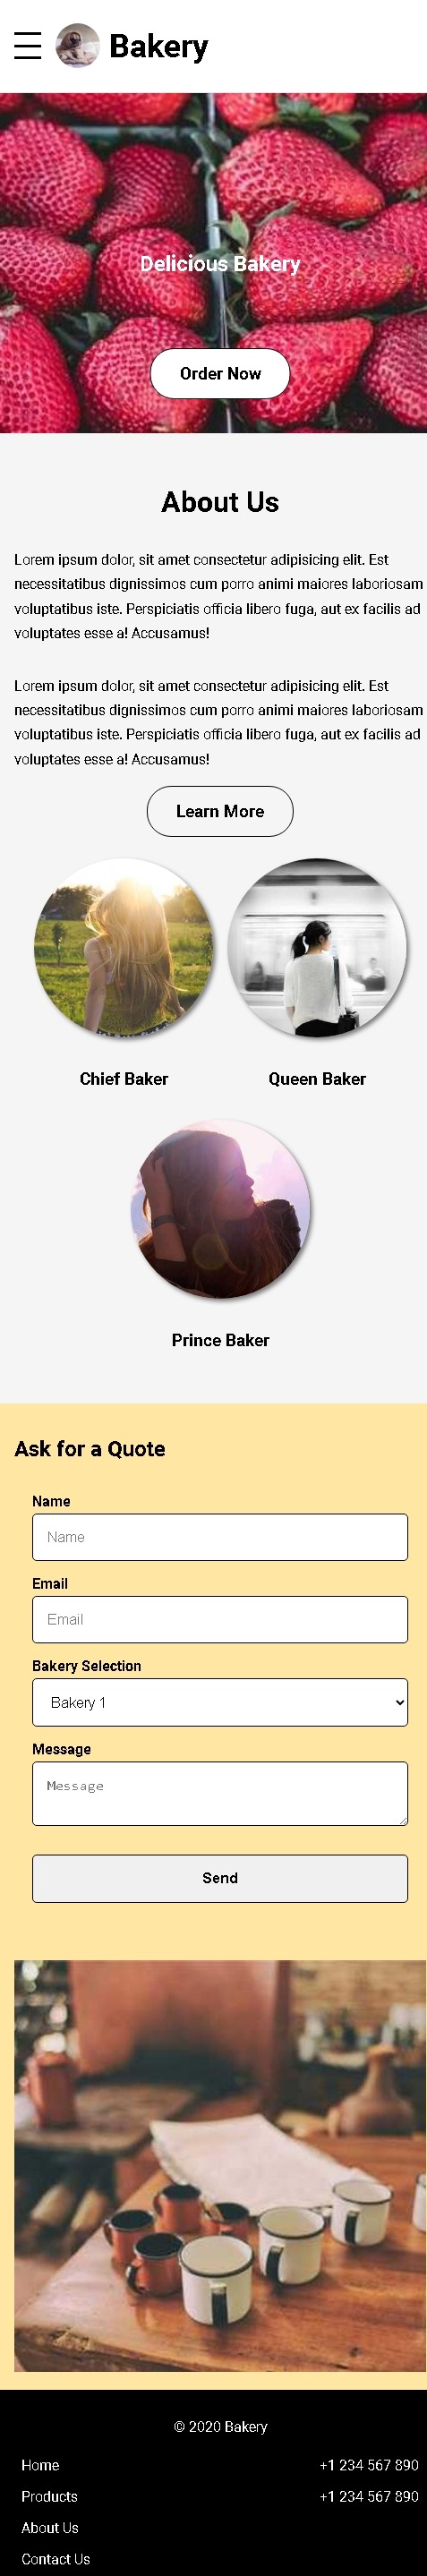 Bakery
Delicious Bakery
Order Now
About Us
Lorem ipsum dolor, sit amet consectetur adipisicing elit. Est
necessitatibus dignissimos cum porro animi maiores laboriosam
voluptatibus iste. Perspiciatis officia libero fuga, aut ex facilis ad
voluptates esse a! Accusamus!
Lorem ipsum dolor, sit amet consectetur adipisicing elit. Est
necessitatibus dignissimos cum porro animi maiores laboriosam
voluptatibus iste. Perspiciatis officia libero fuga, aut ex facilis ad
voluptates esse a! Accusamus!
Learn More
Chief Baker
Queen Baker
Prince Baker
Ask for a Quote
Name
Name
Email
Email
Bakery Selection
Bakery 1
Message
Message
Send
© 2020 Bakery
Home
+1 234 567 890
Products
+1 234 567 890
About Us
Contact Us